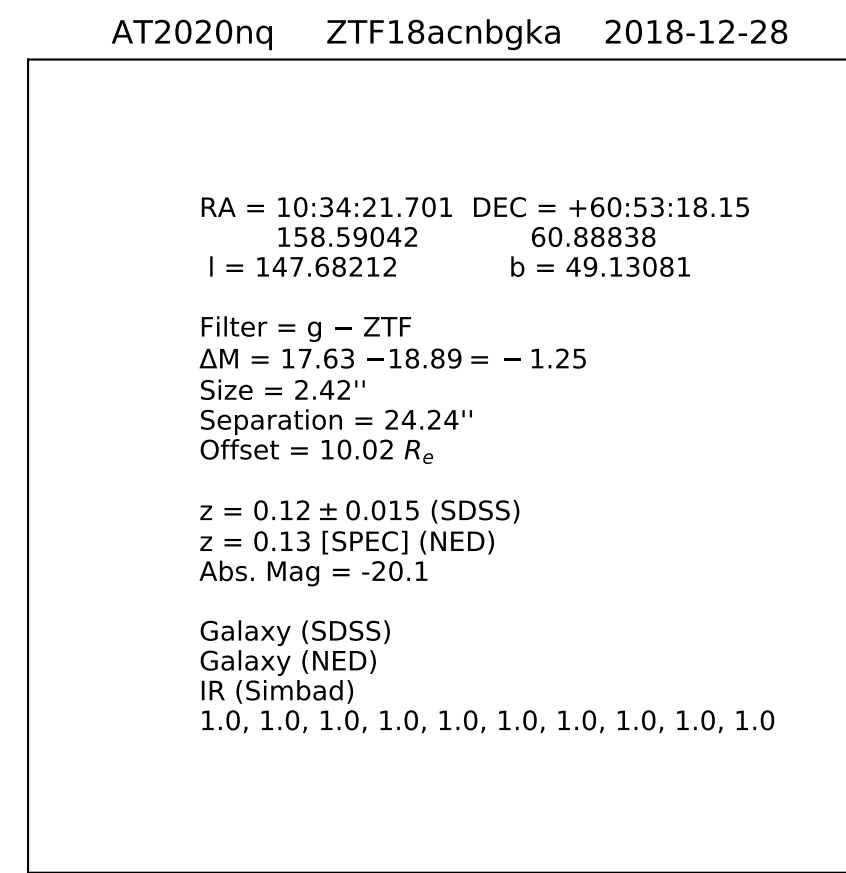 AT2020nq ZTF18acnbgka 2018-12-28
RA = 10:34:21.701 DEC = +60:53:18.15
158.59042 60.88838
l = 147.68212 b = 49.13081
Filter = g − ZTF
ΔM = 17.63 −18.89 = − 1.25
Size = 2.42''
Separation = 24.24''
Offset = 10.02 Re
z = 0.12 ± 0.015 (SDSS)
z = 0.13 [SPEC] (NED)
Abs. Mag = -20.1
Galaxy (SDSS)
Galaxy (NED)
IR (Simbad)
1.0, 1.0, 1.0, 1.0, 1.0, 1.0, 1.0, 1.0, 1.0, 1.0